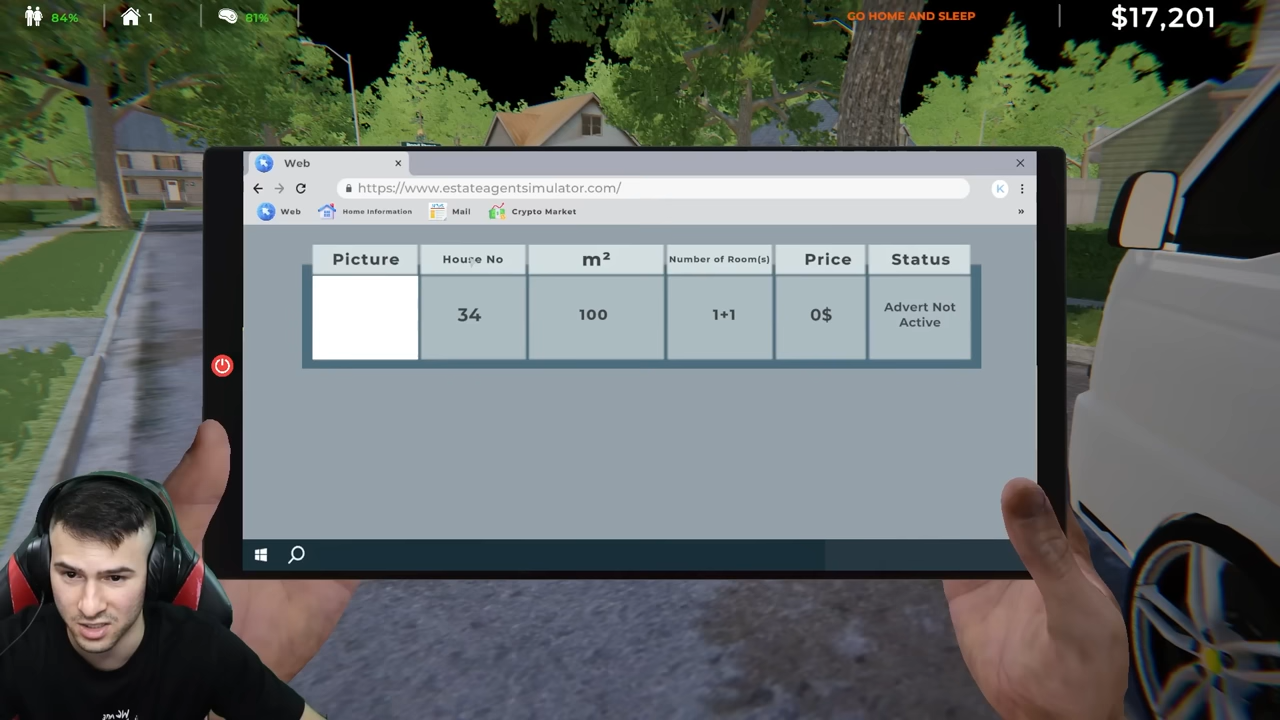 84%
1
81%
GO HOME AND SLEEP
$17,201
Web
https://www.estateagentsimulator.com/
K
Web
Home Information
Mail
Crypto Market
»
Picture
House No
m²
Number of Room(s)
Price
Status
34
100
1+1
0$
Advert Not
Active